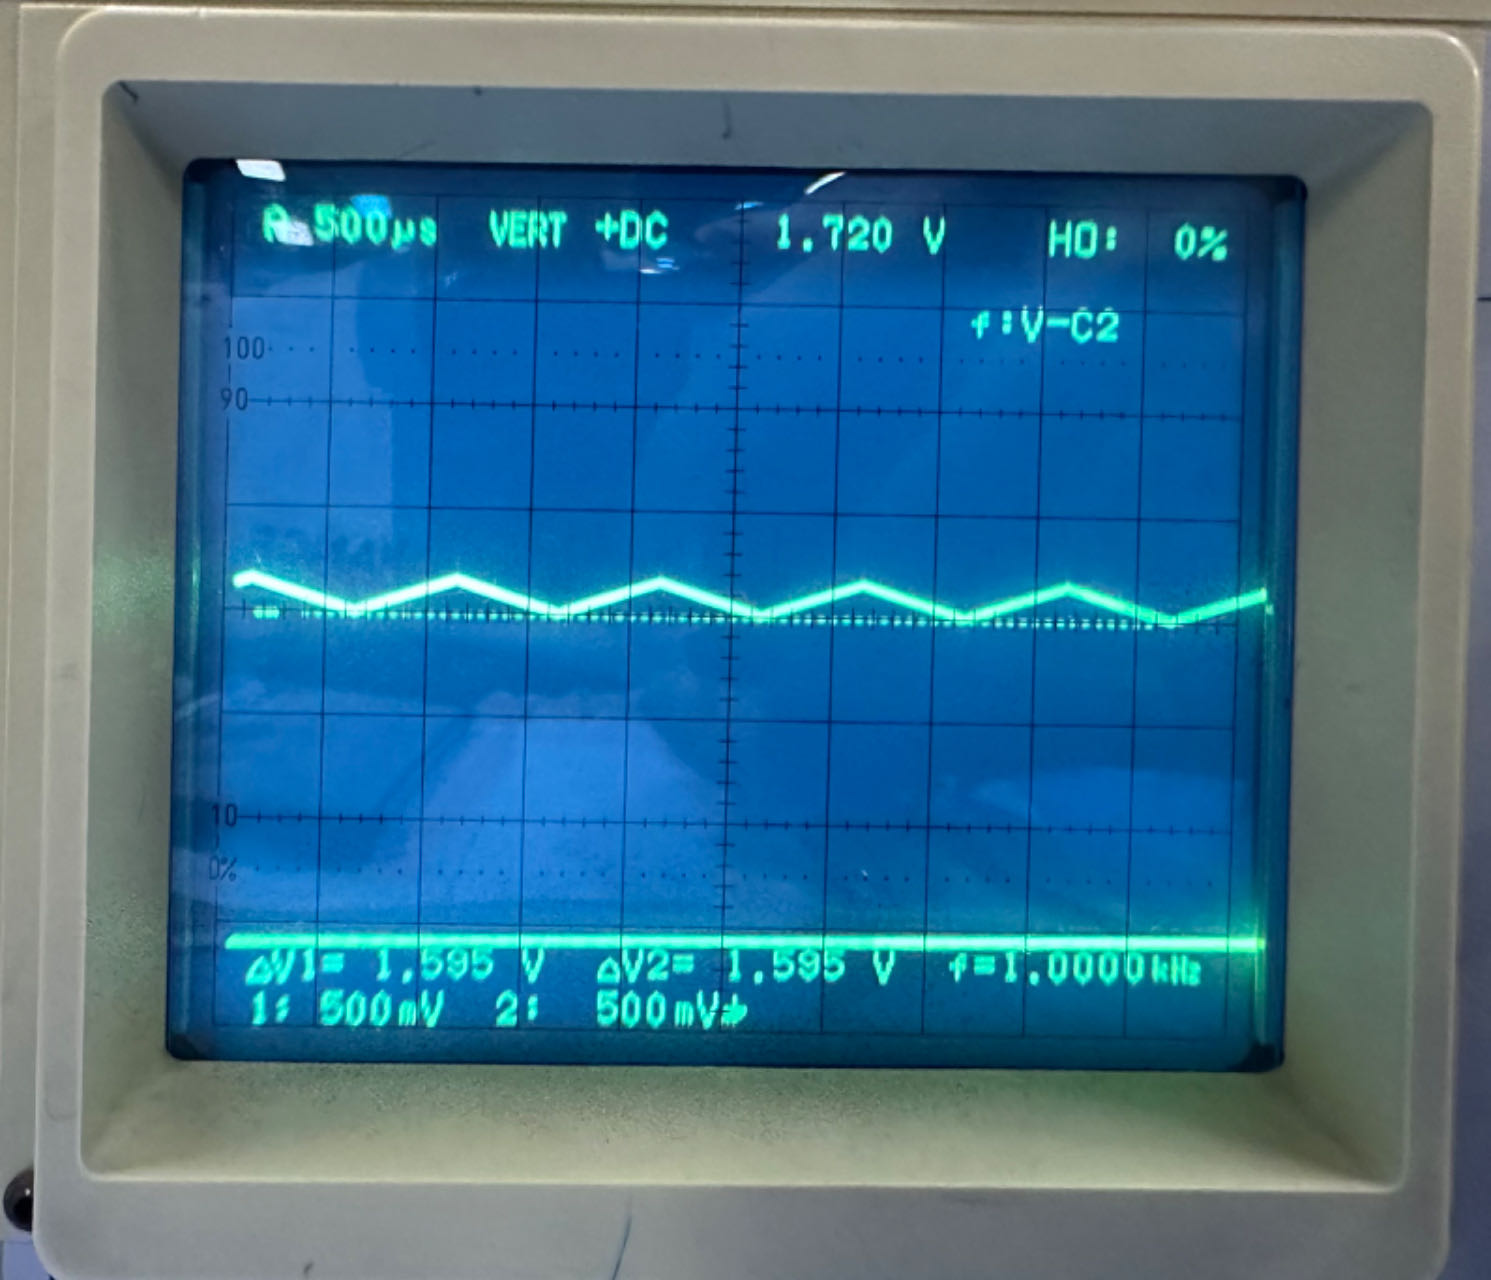 A 500µs VERT +DC 1.720 V HO: 0%
f:V-C2
100
90
10
0%
ΔV1= 1.595 V ΔV2= 1.595 V f=1.0000kHz
1: 500mV 2: 500mV